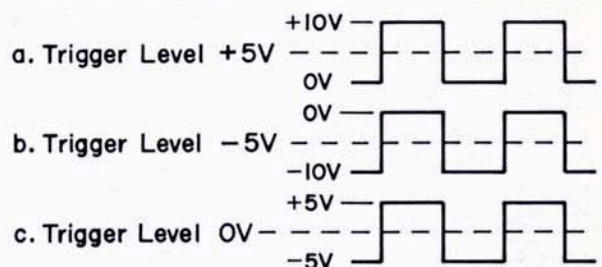 +10V
a. Trigger Level +5V
0V
0V
b. Trigger Level -5V
-10V
+5V
c. Trigger Level 0V
-5V